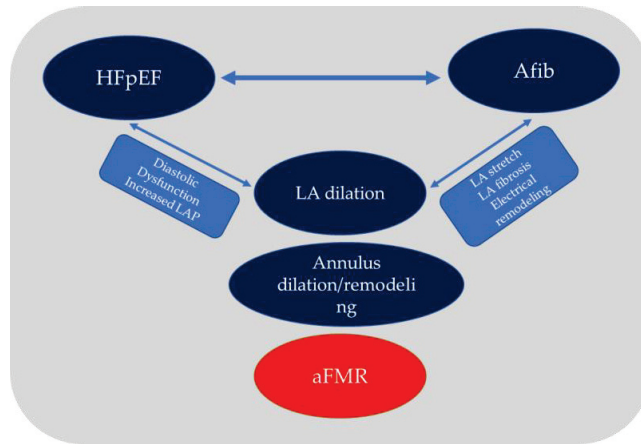 HFpEF
Afib
Diastolic
Dysfunction
Increased LAP
LA stretch
LA fibrosis
Electrical
remodeling
LA dilation
Annulus
dilation/remodeli
ng
aFMR